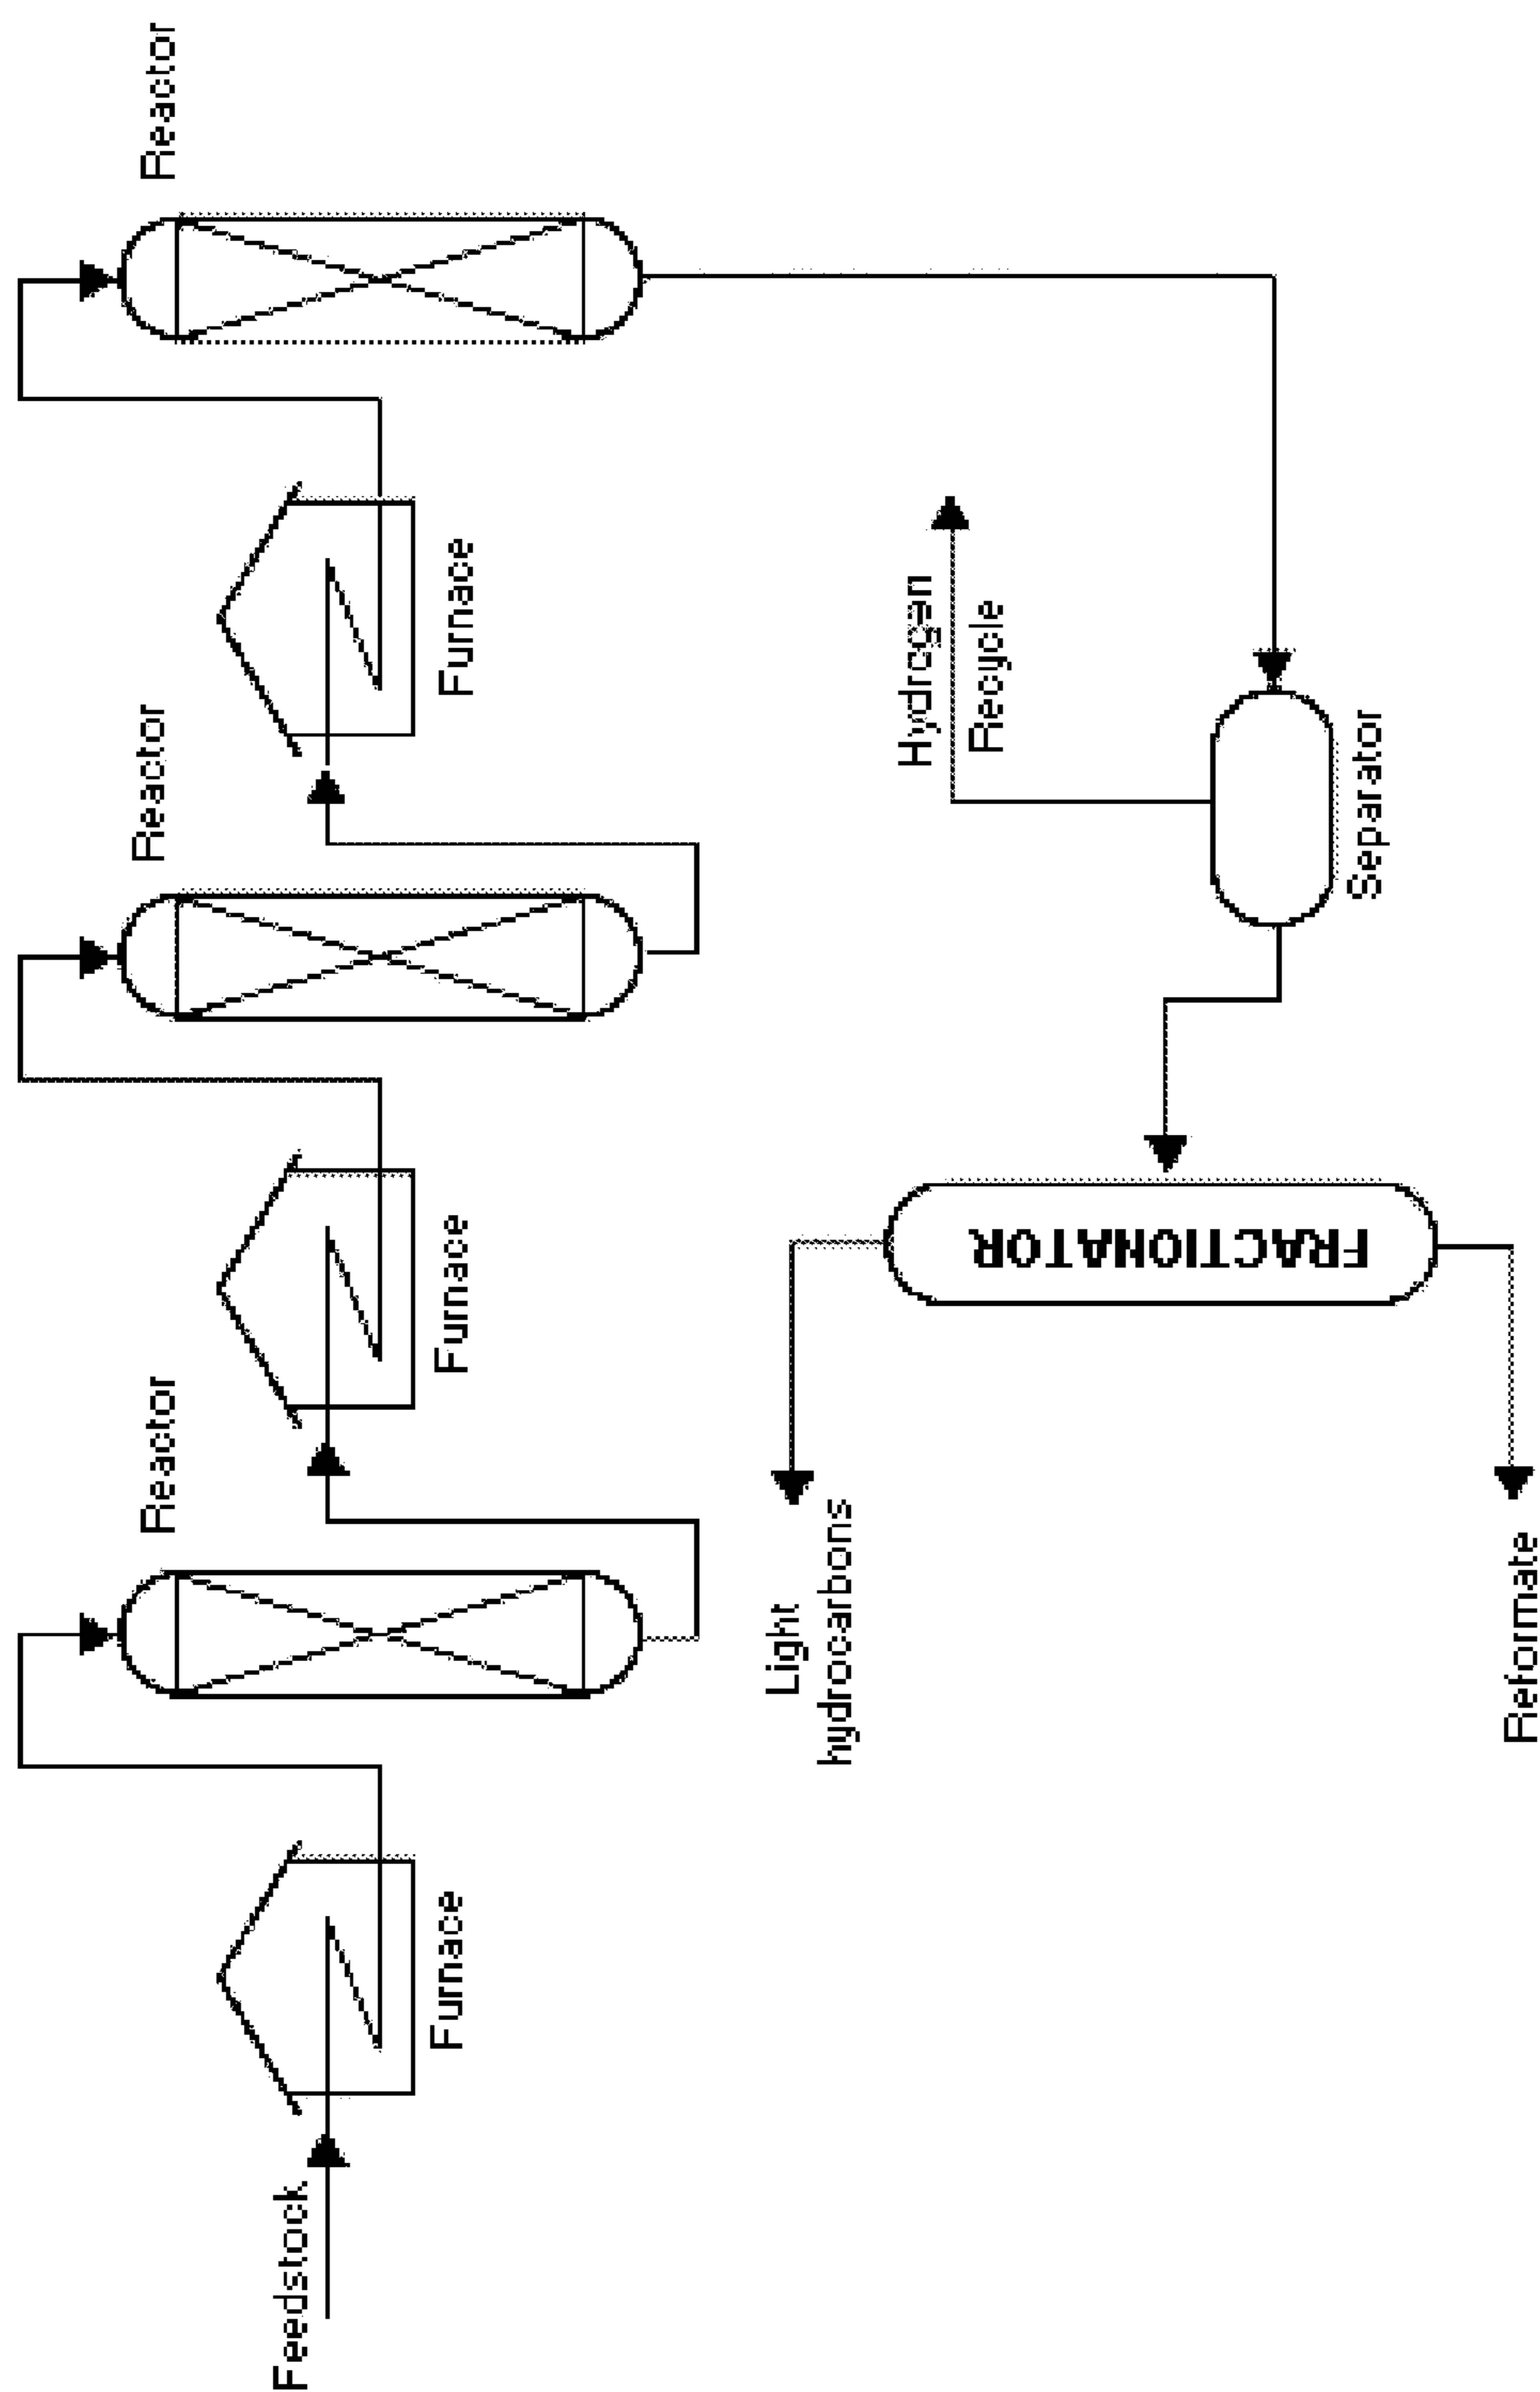 Feedstock
Furnace
Reactor
Furnace
Reactor
Furnace
Reactor
Hydrogen
Recycle
Separator
FRACTIONATOR
Light
hydrocarbons
Reformate